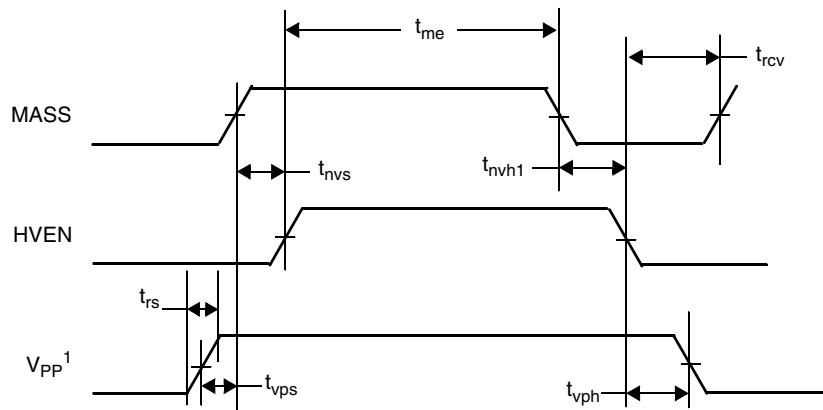 t_me
t_rcv
MASS
t_nvs
t_nvh1
HVEN
t_rs
V_PP^1
t_vps
t_vph